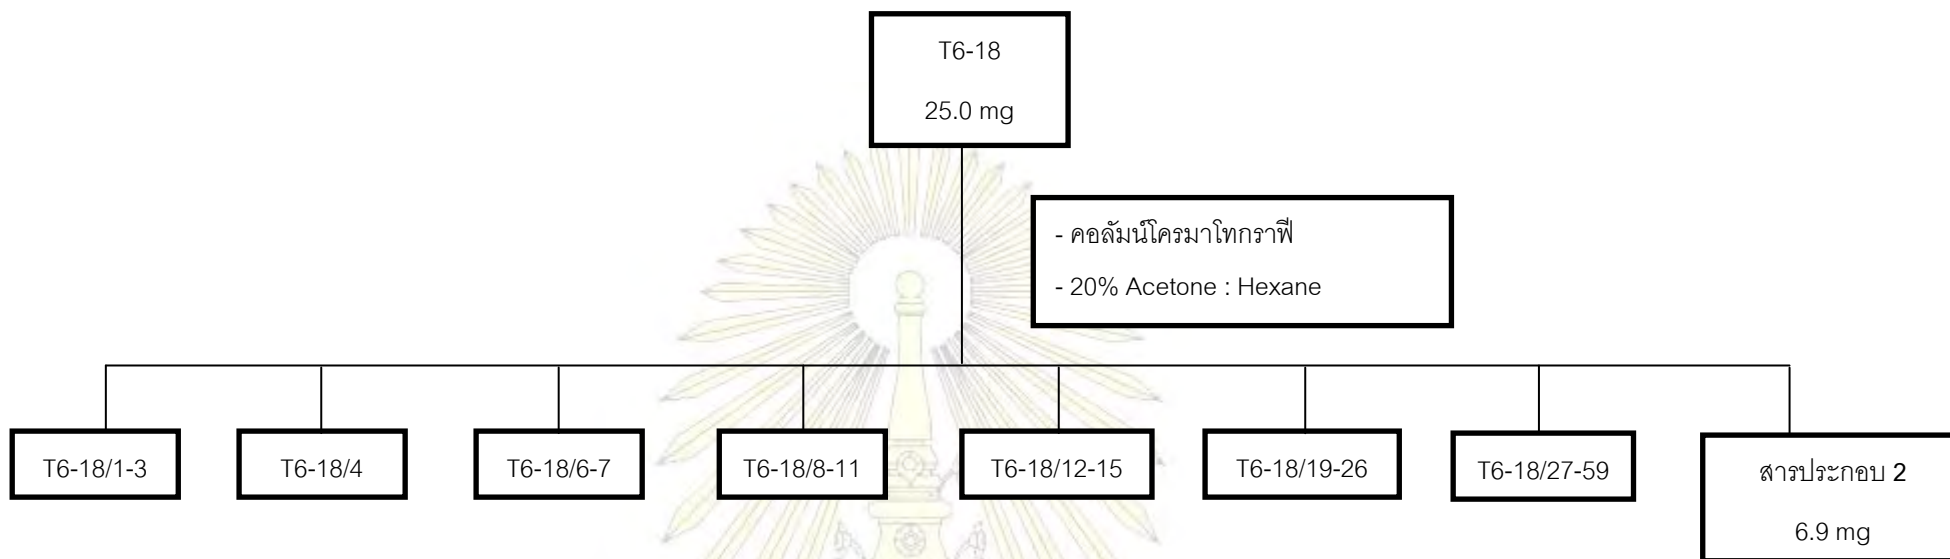 T6-18
25.0 mg
- คอลัมน์โครมาโทกราฟี
- 20% Acetone : Hexane
T6-18/1-3
T6-18/4
T6-18/6-7
T6-18/8-11
T6-18/12-15
T6-18/19-26
T6-18/27-59
สารประกอบ 2
6.9 mg